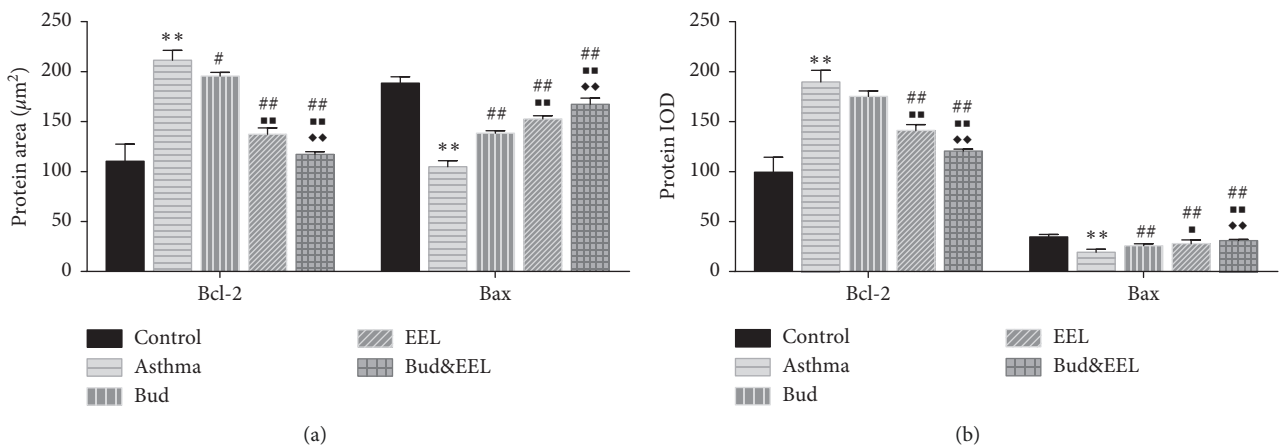 250
200
150
100
50
0
Protein area (μm²)
**
#
##
■■
##
■■
◆◆
**
##
##
■■
##
■■
◆◆
Bcl-2
Bax
Control
Asthma
Bud
EEL
Bud&EEL
(a)
250
200
150
100
50
0
Protein IOD
**
##
■■
##
■■
◆◆
**
##
##
■
##
■■
◆◆
Bcl-2
Bax
Control
Asthma
Bud
EEL
Bud&EEL
(b)